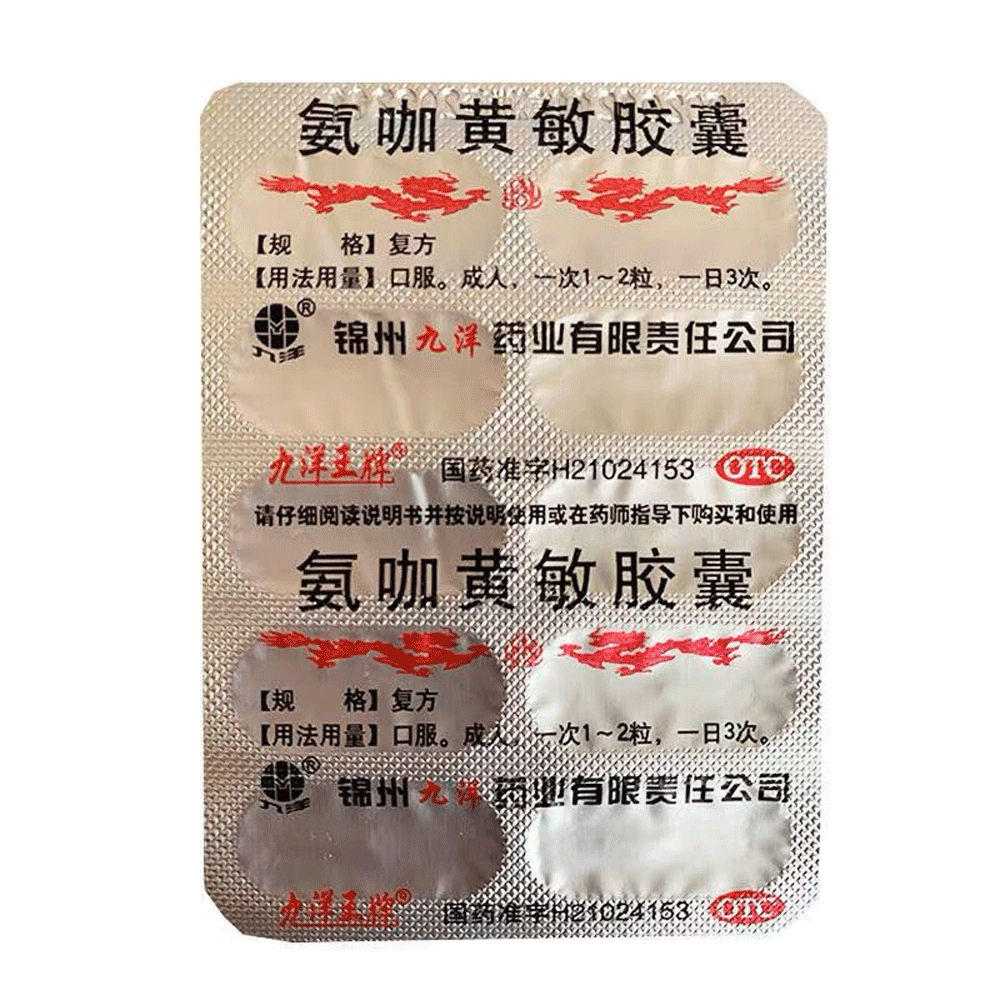 氨咖黄敏胶囊
【规　　格】复方
【用法用量】口服。成人，一次1～2粒，一日3次。
九洋® 锦州九洋药业有限责任公司
九洋王牌® 国药准字H21024153 OTC
请仔细阅读说明书并按说明使用或在药师指导下购买和使用
氨咖黄敏胶囊
【规　　格】复方
【用法用量】口服。成人，一次1～2粒，一日3次。
九洋® 锦州九洋药业有限责任公司
九洋王牌® 国药准字H21024153 OTC